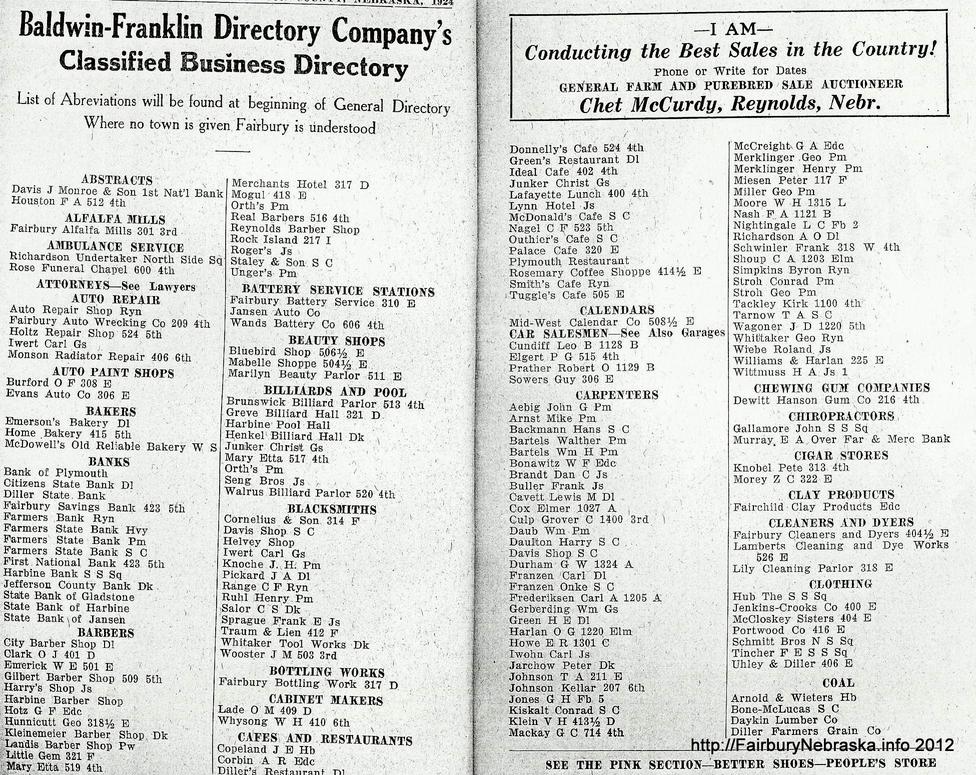 COUNTY, NEBRASKA, 1924
Baldwin-Franklin Directory Company's
Classified Business Directory
List of Abreviations will be found at beginning of General Directory
Where no town is given Fairbury is understood
ABSTRACTS
Davis J Monroe & Son 1st Nat'l Bank
Houston F A 512 4th
ALFALFA MILLS
Fairbury Alfalfa Mills 301 3rd
AMBULANCE SERVICE
Richardson Undertaker North Side Sq
Rose Funeral Chapel 600 4th
ATTORNEYS—See Lawyers
AUTO REPAIR
Auto Repair Shop Ryn
Fairbury Auto Wrecking Co 209 4th
Holtz Repair Shop 524 5th
Iwert Carl Gs
Monson Radiator Repair 406 6th
AUTO PAINT SHOPS
Burford O F 308 E
Evans Auto Co 306 E
BAKERS
Emerson's Bakery Dl
Home Bakery 415 5th
McDowell's Old Reliable Bakery W S
BANKS
Bank of Plymouth
Citizens State Bank Dl
Diller State Bank
Fairbury Savings Bank 423 5th
Farmers Bank Ryn
Farmers State Bank Hvy
Farmers State Bank Pm
Farmers State Bank S C
First National Bank 423 5th
Harbine Bank S S Sq
Jefferson County Bank Dk
State Bank of Gladstone
State Bank of Harbine
State Bank of Jansen
BARBERS
City Barber Shop Dl
Clark O J 401 D
Emerick W E 501 E
Gilbert Barber Shop 509 5th
Harry's Shop Js
Harbine Barber Shop
Hotz G F Edc
Hunnicutt Geo 318½ E
Kleinemeier Barber Shop Dk
Landis Barber Shop Pw
Little Gem 321 F
Mary Etta 519 4th
Merchants Hotel 317 D
Mogul 418 E
Orth's Pm
Real Barbers 516 4th
Reynolds Barber Shop
Rock Island 217 I
Roger's Js
Staley & Son S C
Unger's Pm
BATTERY SERVICE STATIONS
Fairbury Battery Service 310 E
Jansen Auto Co
Wands Battery Co 606 4th
BEAUTY SHOPS
Bluebird Shop 506½ E
Mabelle Shoppe 504½ E
Marilyn Beauty Parlor 511 E
BILLIARDS AND POOL
Brunswick Billiard Parlor 513 4th
Greve Billiard Hall 321 D
Harbine Pool Hall
Henkel Billiard Hall Dk
Junker Christ Gs
Mary Etta 517 4th
Orth's Pm
Seng Bros Js
Walrus Billiard Parlor 520 4th
BLACKSMITHS
Cornelius & Son 314 F
Davis Shop S C
Helvey Shop
Iwert Carl Gs
Knoche J. H. Pm
Pickard J A Dl
Range C F Ryn
Ruhl Henry Pm
Salor C S Dk
Sprague Frank E Js
Traum & Lien 412 F
Whitaker Tool Works Dk
Wooster J M 503 3rd
BOTTLING WORKS
Fairbury Bottling Work 317 D
CABINET MAKERS
Lade O M 409 D
Whysong W H 410 6th
CAFES AND RESTAURANTS
Copeland J E Hb
Corbin A R Edc
Diller's Restaurant Dl
—I AM—
Conducting the Best Sales in the Country!
Phone or Write for Dates
GENERAL FARM AND PUREBRED SALE AUCTIONEER
Chet McCurdy, Reynolds, Nebr.
Donnelly's Cafe 524 4th
Green's Restaurant Dl
Ideal Cafe 402 4th
Junker Christ Gs
Lafayette Lunch 400 4th
Lynn Hotel Js
McDonald's Cafe S C
Nagel C F 523 5th
Outhier's Cafe S C
Palace Cafe 320 E
Plymouth Restaurant
Rosemary Coffee Shoppe 414½ E
Smith's Cafe Ryn
Tuggle's Cafe 505 E
CALENDARS
Mid-West Calendar Co 508½ E
CAR SALESMEN—See Also Garages
Cundiff Leo B 1128 B
Elgert P G 515 4th
Prather Robert O 1129 B
Sowers Guy 306 E
CARPENTERS
Aebig John G Pm
Arnst Mike Pm
Backmann Hans S C
Bartels Walther Pm
Bartels Wm H Pm
Bonawitz W F Edc
Brandt Dan C Js
Buller Frank Js
Cavett Lewis M Dl
Cox Elmer 1027 A
Culp Grover C 1400 3rd
Daub Wm Pm
Daulton Harry S C
Davis Shop S C
Durham G W 1324 A
Franzen Carl Dl
Franzen Onke S C
Frederiksen Carl A 1205 A
Gerberding Wm Gs
Green H E Dl
Harlan O G 1220 Elm
Howe E R 1301 C
Iwohn Carl Js
Jarchow Peter Dk
Johnson T A 211 E
Johnson Kellar 207 6th
Jones G H Fb 5
Kiskalt Conrad S C
Klein V H 413½ D
Mackay G C 714 4th
McCreight G A Edc
Merklinger Geo Pm
Merklinger Henry Pm
Miesen Peter 117 F
Miller Geo Pm
Moore W H 1315 L
Nash F A 1121 B
Nightingale L C Fb 2
Richardson A O Dl
Schwinler Frank 318 W 4th
Shoup C A 1203 Elm
Simpkins Byron Ryn
Stroh Conrad Pm
Stroh Geo Pm
Tackley Kirk 1100 4th
Tarnow T A S C
Wagoner J D 1220 5th
Whittaker Geo Ryn
Wiebe Roland Js
Williams & Harlan 225 E
Wittmuss H A Js 1
CHEWING GUM COMPANIES
Dewitt Hanson Gum Co 216 4th
CHIROPRACTORS
Gallamore John S S Sq
Murray E A Over Far & Merc Bank
CIGAR STORES
Knobel Pete 313 4th
Morey Z C 322 E
CLAY PRODUCTS
Fairchild Clay Products Edc
CLEANERS AND DYERS
Fairbury Cleaners and Dyers 404½ E
Lamberts Cleaning and Dye Works
526 E
Lily Cleaning Parlor 318 E
CLOTHING
Hub The S S Sq
Jenkins-Crooks Co 400 E
McCloskey Sisters 404 E
Portwood Co 416 E
Schmitt Bros N S Sq
Tincher F E S S Sq
Uhley & Diller 406 E
COAL
Arnold & Wieters Hb
Bone-McLucas S C
Daykin Lumber Co
Diller Farmers Grain Co
http://FairburyNebraska.info 2012
SEE THE PINK SECTION—BETTER SHOES—PEOPLE'S STORE